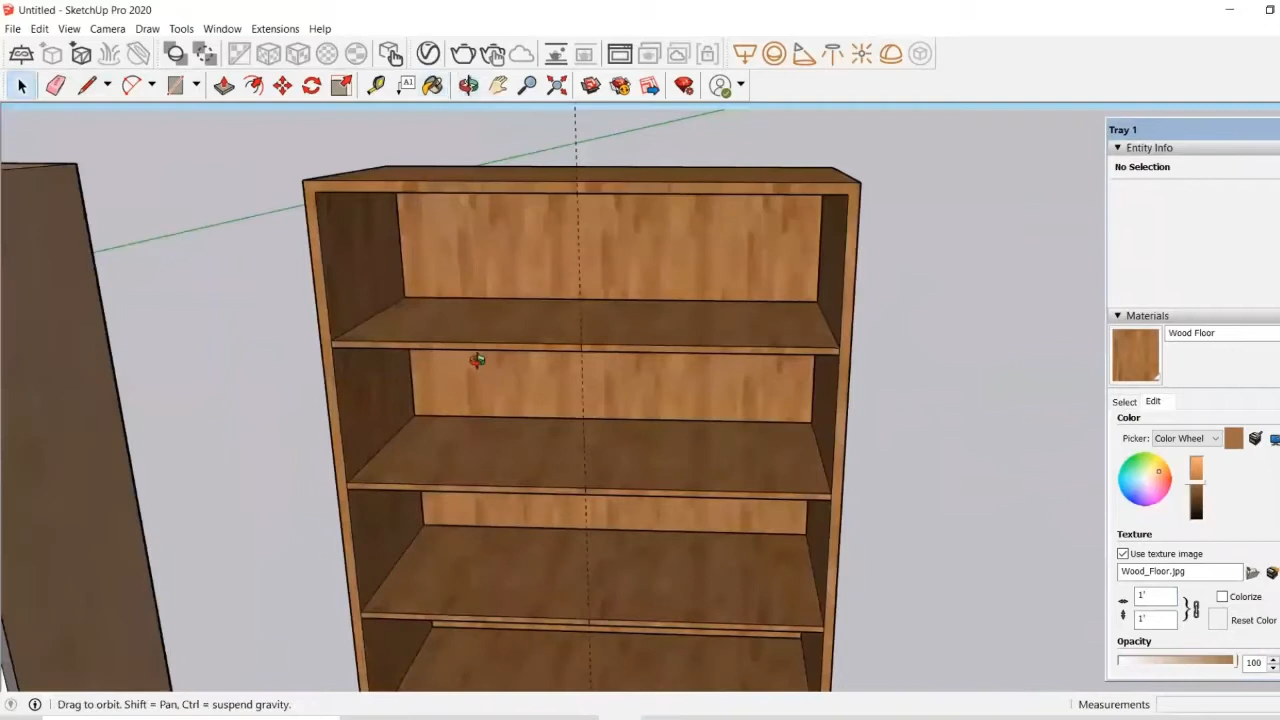 Untitled - SketchUp Pro 2020
File Edit View Camera Draw Tools Window Extensions Help
A1
Tray 1
Entity Info
No Selection
Materials
Wood Floor
Select Edit
Color
Picker: Color Wheel
Texture
Use texture image
Wood_Floor.jpg
1' Colorize
1' Reset Color
Opacity
100
Drag to orbit. Shift = Pan, Ctrl = suspend gravity.
Measurements